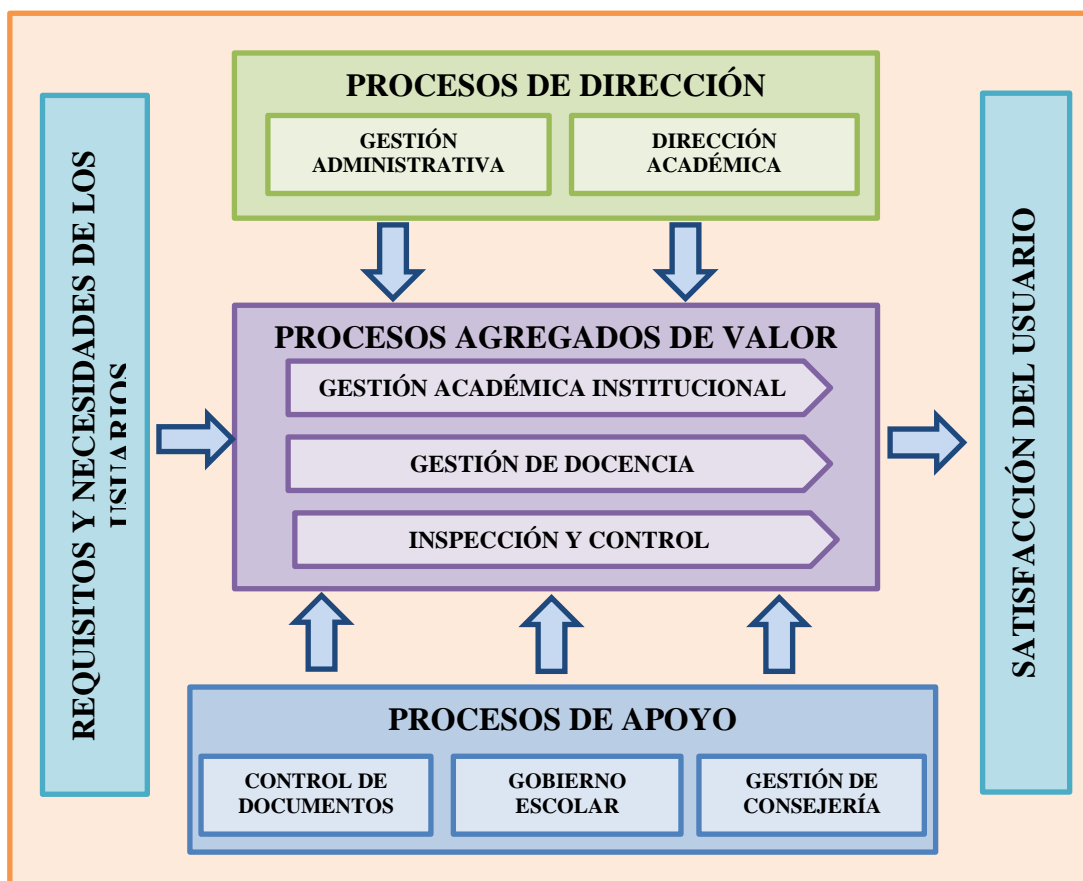 PROCESOS DE DIRECCIÓN
GESTIÓN
ADMINISTRATIVA
DIRECCIÓN
ACADÉMICA
REQUISITOS Y NECESIDADES DE LOS
USUARIOS
PROCESOS AGREGADOS DE VALOR
GESTIÓN ACADÉMICA INSTITUCIONAL
GESTIÓN DE DOCENCIA
INSPECCIÓN Y CONTROL
SATISFACCIÓN DEL USUARIO
PROCESOS DE APOYO
CONTROL DE
DOCUMENTOS
GOBIERNO
ESCOLAR
GESTIÓN DE
CONSEJERÍA